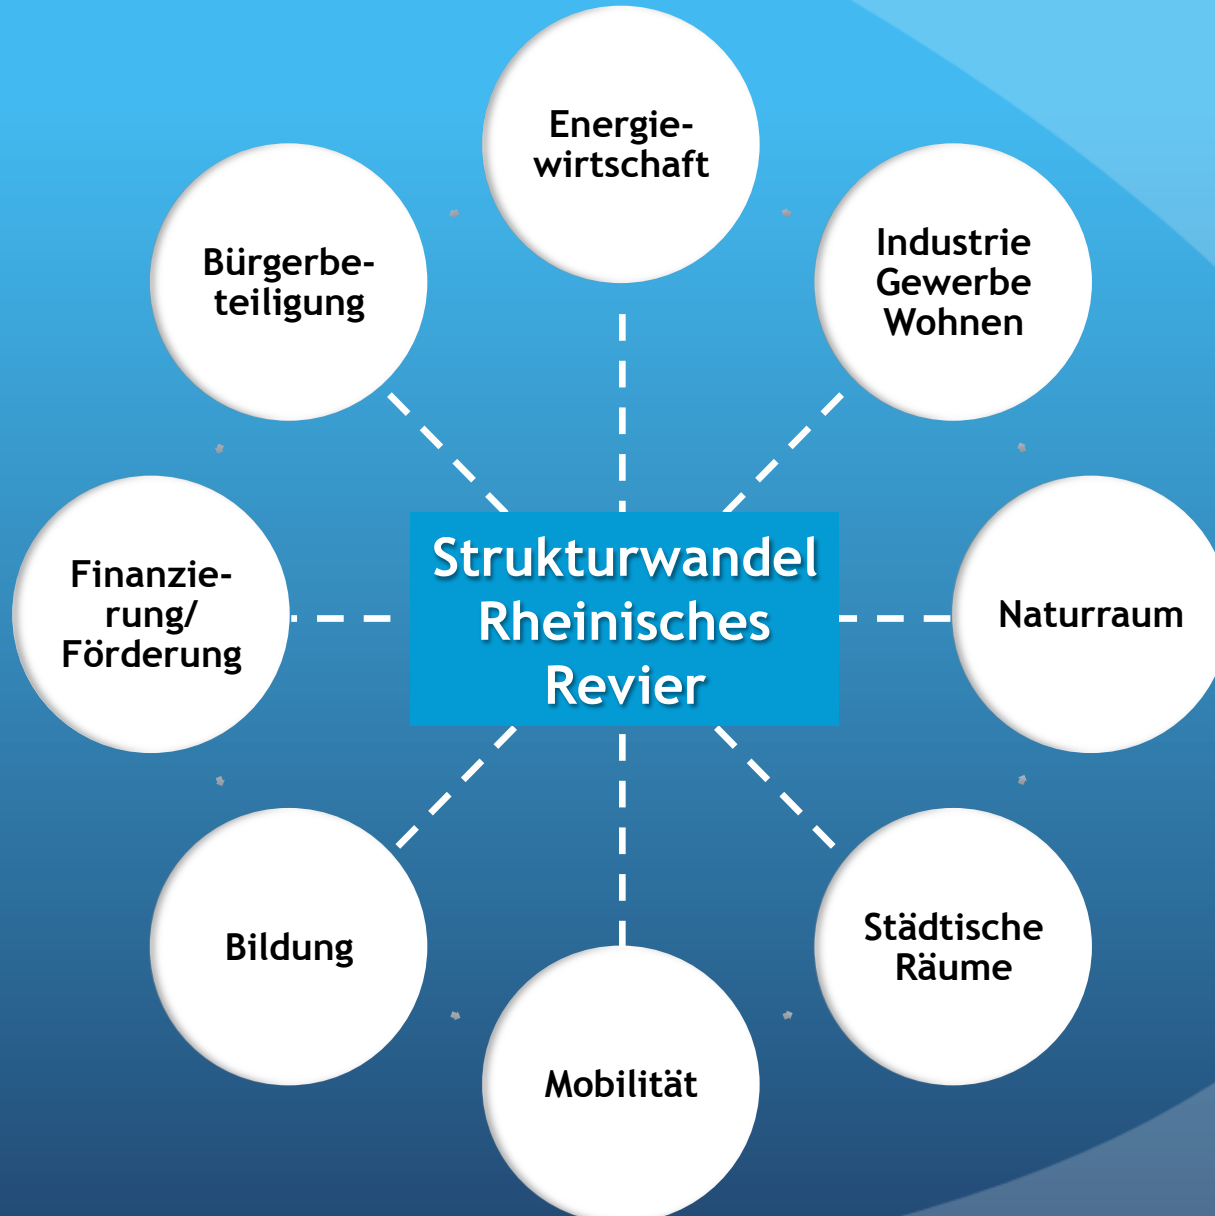 Energie-
wirtschaft
Industrie
Gewerbe
Wohnen
Naturraum
Städtische
Räume
Mobilität
Bildung
Finanzie-
rung/
Förderung
Bürgerbe-
teiligung
Strukturwandel
Rheinisches
Revier